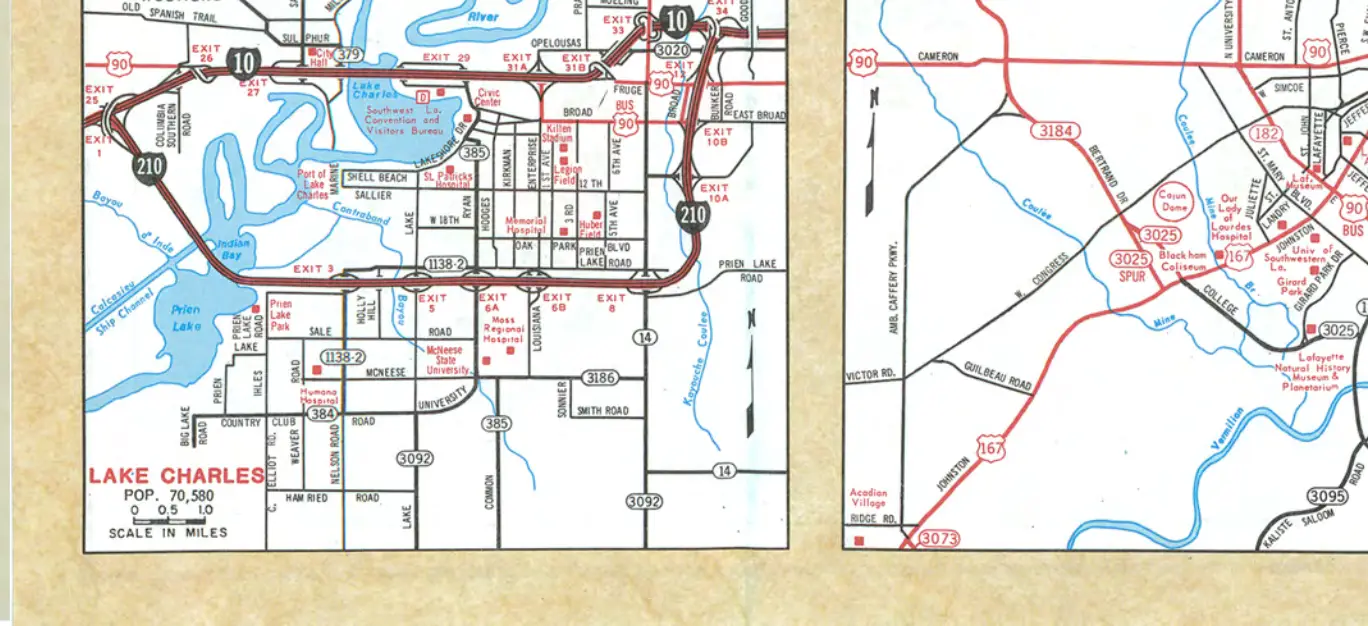 OLD SPANISH TRAIL
SULPHUR
City
Hall
379
River
EXIT
33
10
EXIT
34
3020
OPELOUSAS
90
EXIT
26
10
EXIT
27
EXIT 29
EXIT
31A
EXIT
31B
90
EXIT
12
FRUGE
BUS
90
BROAD
BROAD
BUNKER
ROAD
EAST BROAD
EXIT
25
EXIT
1
COLUMBIA
SOUTHERN
ROAD
210
Lake
Charles
D
Southwest La.
Convention and
Visitors Bureau
Civic
Center
LAKESHORE DR
385
Killen
Stadium
Legion
Field
KIRKMAN
ENTERPRISE
1 ST AVE
6TH AVE
EXIT
10B
EXIT
10A
210
Port of
Lake
Charles
MARINE
SHELL BEACH
SALLIER
St. Patricks
Hospital
12 TH
Contraband
Bayou
LAKE
W 18TH
RYAN
HODGES
Memorial
Hospital
3 RD
Huber
Field
5TH AVE
OAK
PARK
BLVD
PRIEN
LAKE
ROAD
PRIEN LAKE
ROAD
Bayou
d' Inde
Indian
Bay
Calcasieu
Ship Channel
Prien
Lake
EXIT 3
1138-2
EXIT
5
EXIT
6A
EXIT
6B
EXIT
8
Prien
Lake
Park
PRIEN
LAKE
ROAD
LAKE
HOLLY
HILL
SALE
ROAD
Moss
Regional
Hospital
LOUISIANA
14
Kayouche Coulee
N
1138-2
McNeese
State
University
MCNEESE
3186
PRIEN
IHLES
ROAD
Humana
Hospital
384
UNIVERSITY
385
SONNIER
SMITH ROAD
BIG LAKE
ROAD
COUNTRY
CLUB
ROAD
C. ELLIOTT RD.
WEAVER
NELSON ROAD
3092
COMMON
14
3092
HAM RIED
ROAD
LAKE
LAKE CHARLES
POP. 70,580
0 0.5 1.0
SCALE IN MILES
90
CAMERON
N UNIVERSITY
CAMERON
90
PIERCE
SIMCOE
N
3184
BERTRAND DR
Coulee
182
ST. JOHN
LAFAYETTE
ST. MARY BLVD.
Laf.
Museum
JULIETTE
ST. LANDRY
90
BUS
Coulee
Mine
Cajun
Dome
Our
Lady
of
Lourdes
Hospital
3025
3025
SPUR
Blackham
Coliseum
167
JOHNSTON
Univ of
Southwestern
La.
Girard
Park
GIRARD PARK DR
AMB. CAFFERY PKWY.
W. CONGRESS
COLLEGE
Mine
3025
Lafayette
Natural History
Museum &
Planetarium
VICTOR RD.
GUILBEAU ROAD
Vermilion
167
JOHNSTON
Acadian
Village
RIDGE RD.
3073
3095
KALISTE SALOOM
ROAD